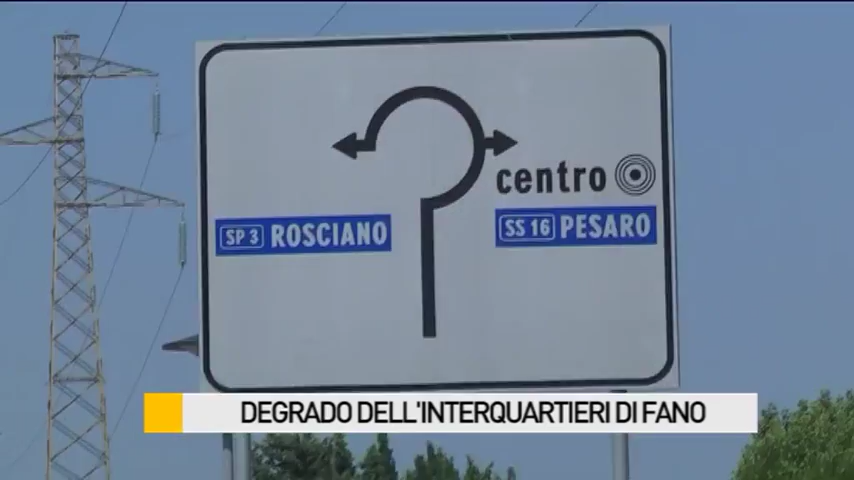 centro
SP 3 ROSCIANO
SS 16 PESARO
DEGRADO DELL'INTERQUARTIERI DI FANO